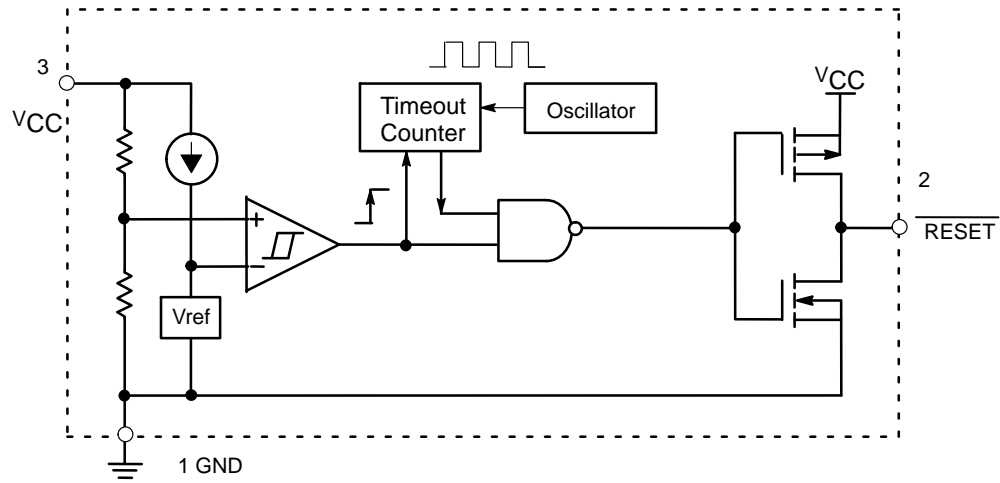 3
VCC
Timeout
Counter
Oscillator
VCC
2
RESET
+
−
Vref
1 GND